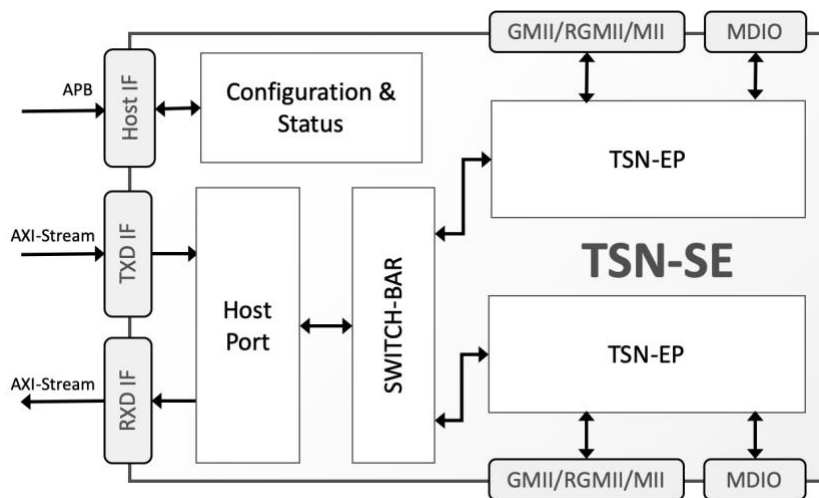 GMII/RGMII/MII
MDIO
APB
Host IF
Configuration &
Status
TSN-EP
AXI-Stream
TXD IF
Host
Port
SWITCH-BAR
TSN-SE
TSN-EP
AXI-Stream
RXD IF
GMII/RGMII/MII
MDIO